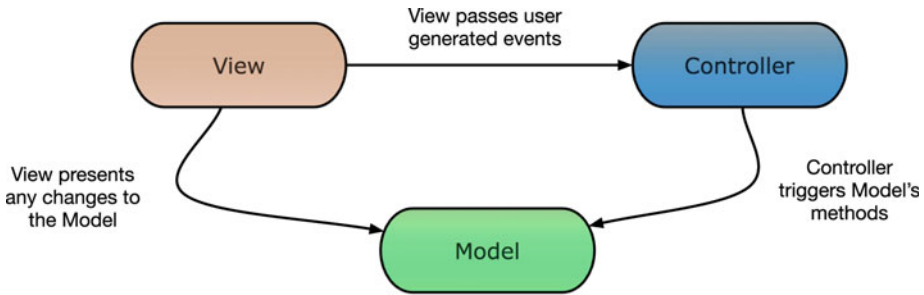 View passes user
generated events
View
Controller
View presents
any changes to
the Model
Controller
triggers Model's
methods
Model